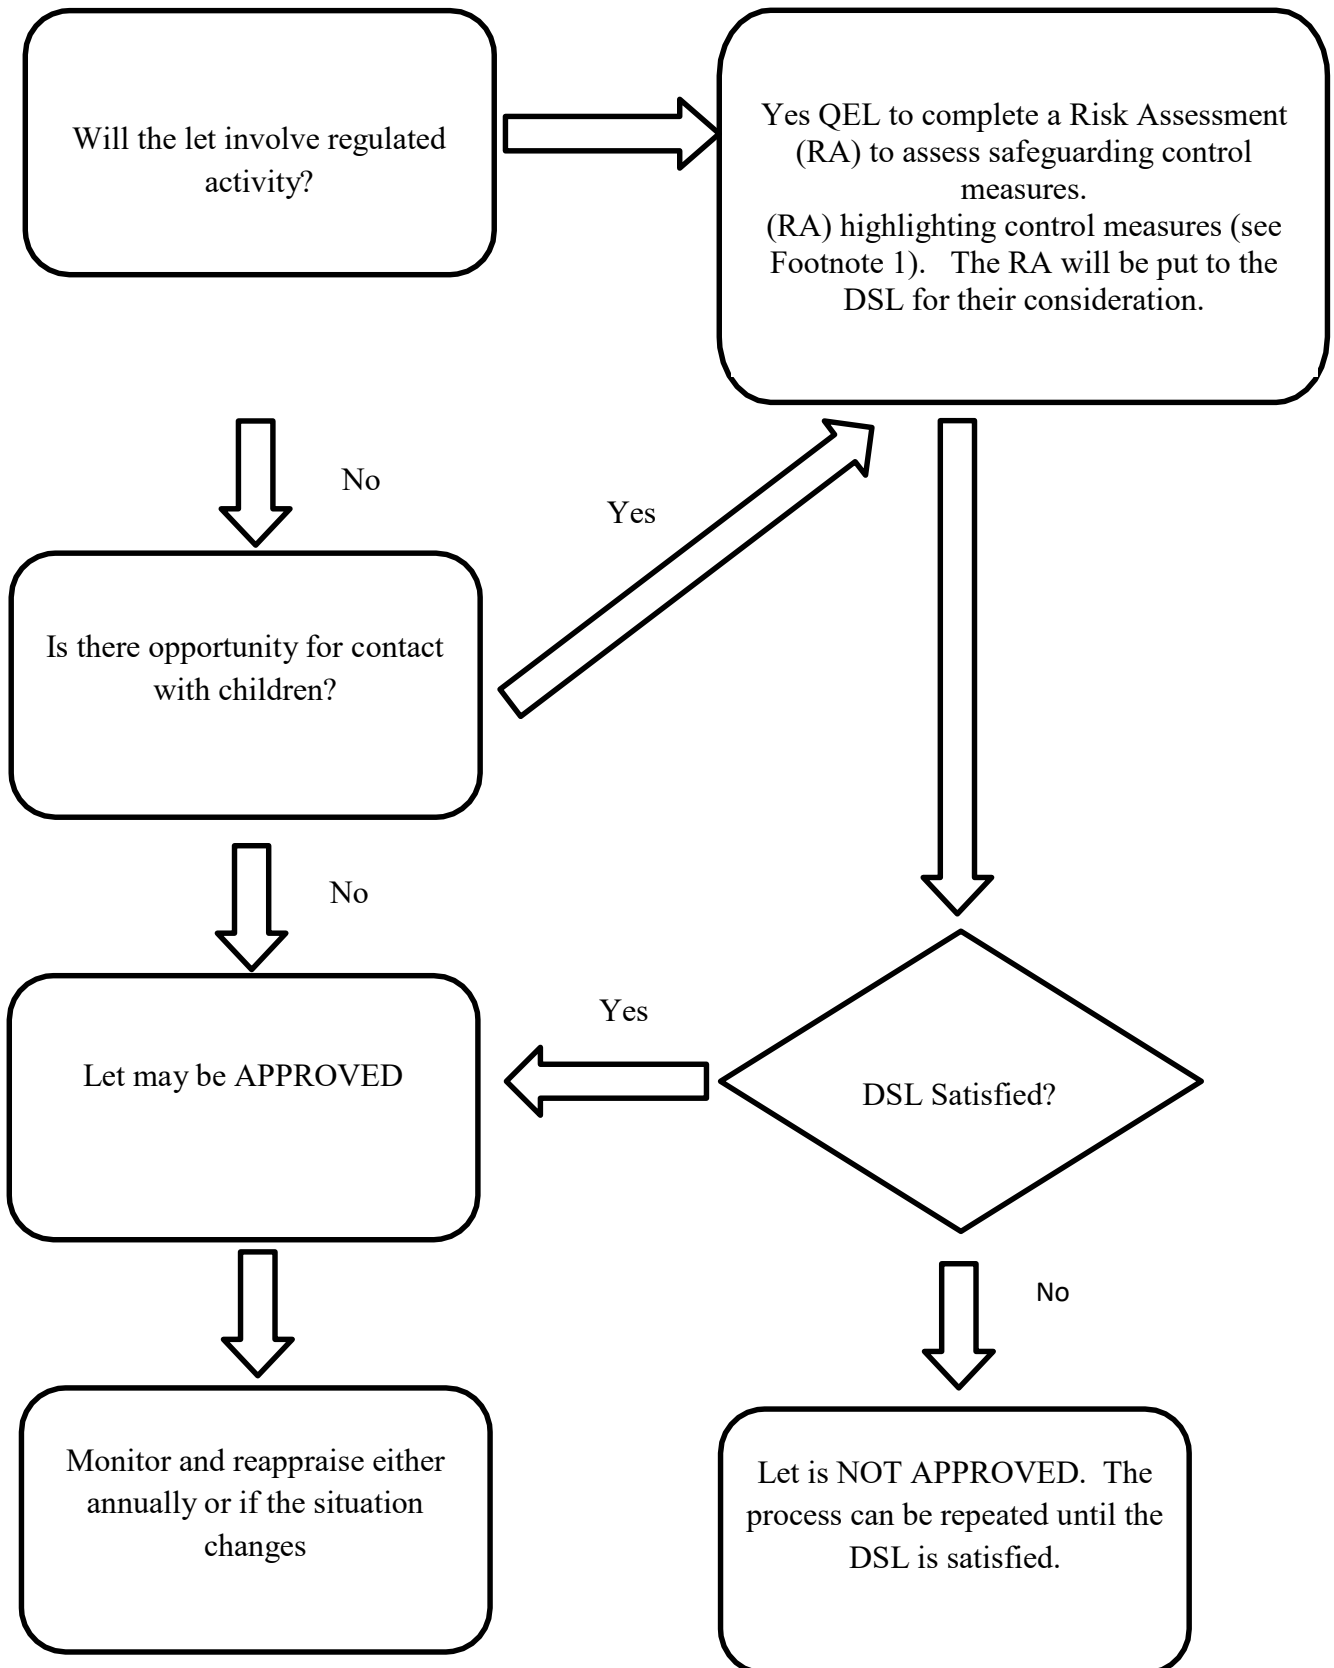 Will the let involve regulated
activity?
Yes QEL to complete a Risk Assessment
(RA) to assess safeguarding control
measures.
(RA) highlighting control measures (see
Footnote 1).   The RA will be put to the
DSL for their consideration.
No
Yes
Is there opportunity for contact
with children?
No
Yes
Let may be APPROVED
DSL Satisfied?
No
Monitor and reappraise either
annually or if the situation
changes
Let is NOT APPROVED.  The
process can be repeated until the
DSL is satisfied.